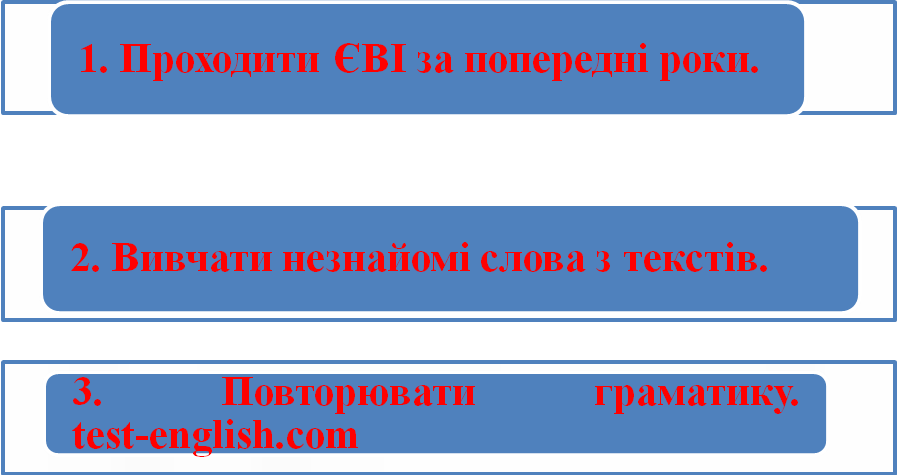 1. Проходити ЄВІ за попередні роки.
2. Вивчати незнайомі слова з текстів.
3. Повторювати граматику.
test-english.com